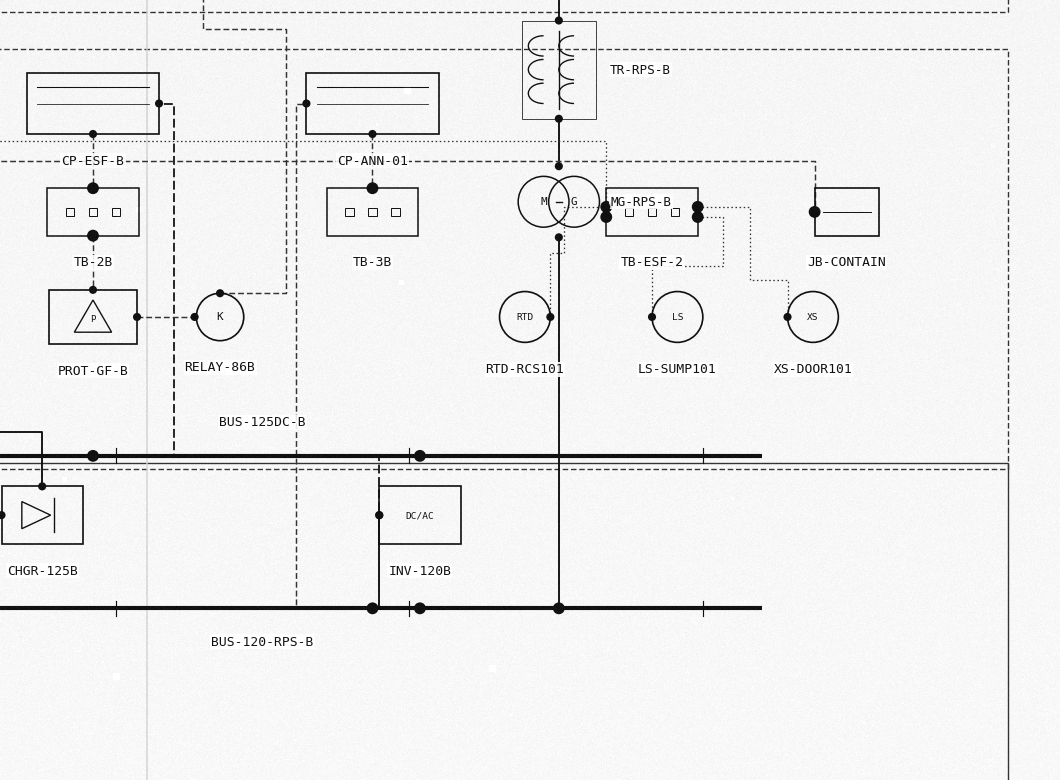 TR-RPS-B
CP-ESF-B
CP-ANN-01
M
G
MG-RPS-B
TB-2B
TB-3B
TB-ESF-2
JB-CONTAIN
P
K
RTD
LS
XS
PROT-GF-B
RELAY-86B
RTD-RCS101
LS-SUMP101
XS-DOOR101
BUS-125DC-B
DC/AC
CHGR-125B
INV-120B
BUS-120-RPS-B